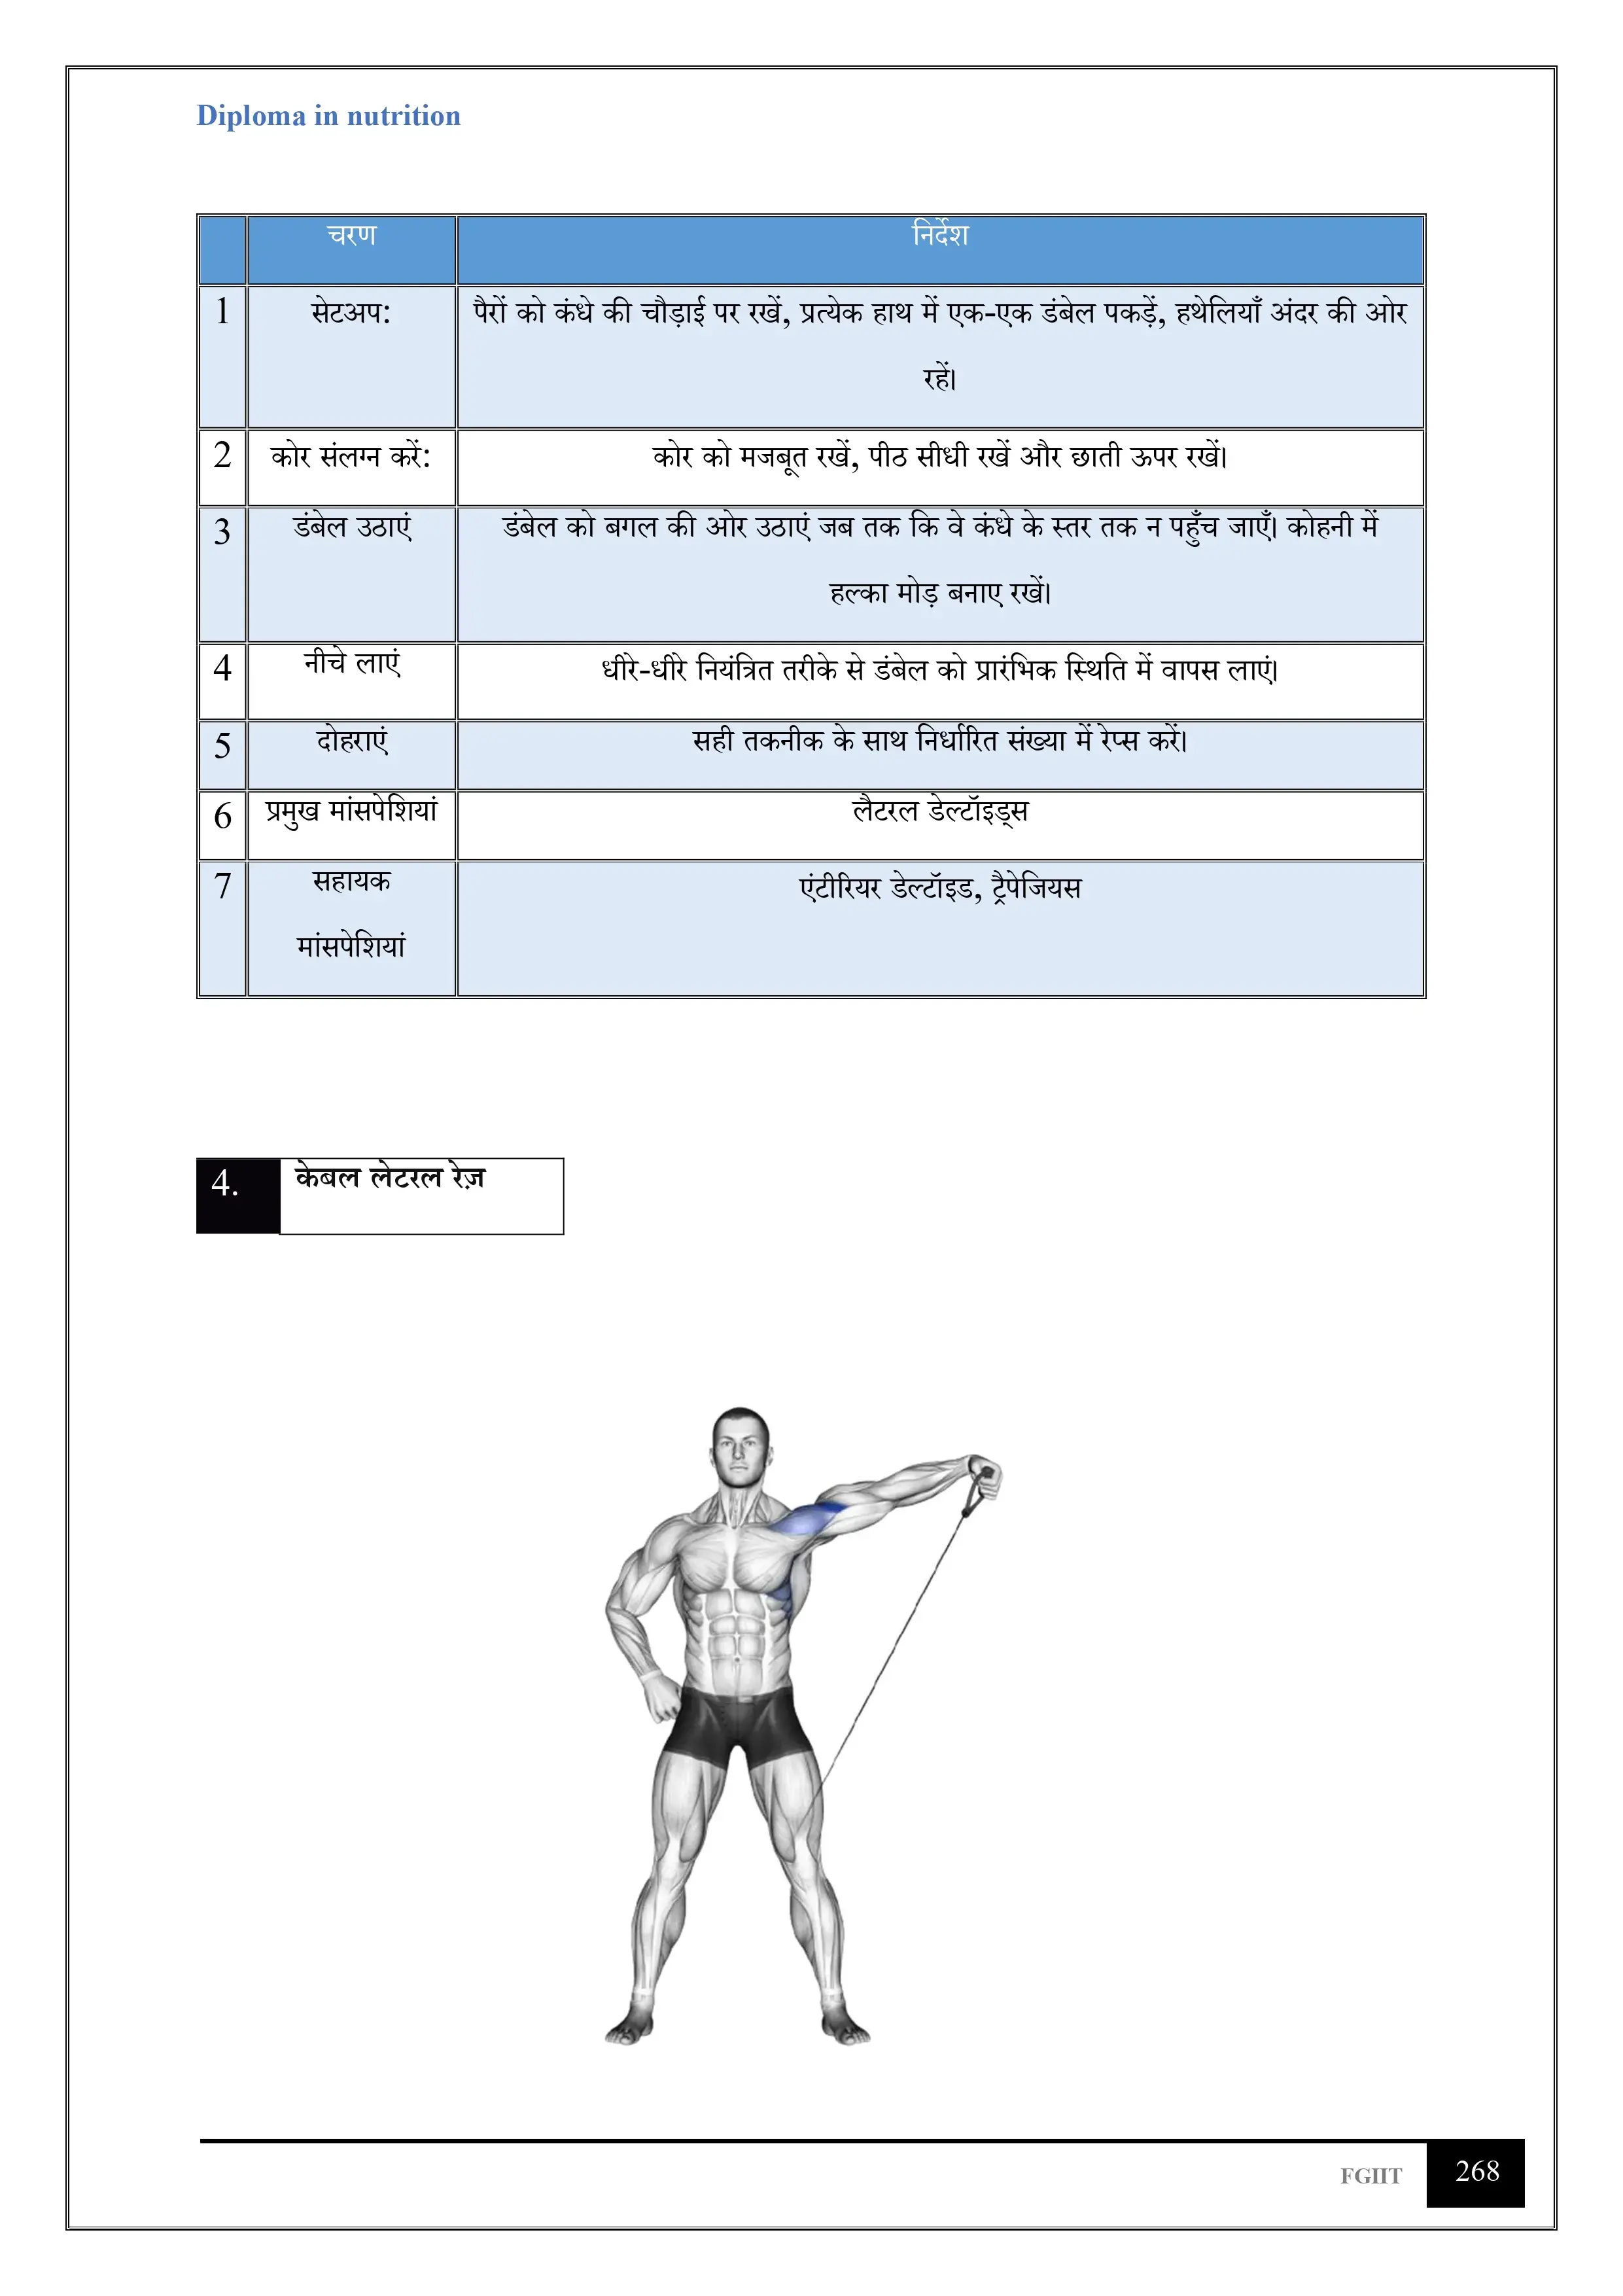 Diploma in nutrition
चरण निर्देश
1 सेटअप: पैरों को कंधे की चौड़ाई पर रखें, प्रत्येक हाथ में एक-एक डंबेल पकड़ें, हथेलियाँ अंदर की ओर
रहें।
2 कोर संलग्न करें: कोर को मजबूत रखें, पीठ सीधी रखें और छाती ऊपर रखें।
3 डंबेल उठाएं डंबेल को बगल की ओर उठाएं जब तक कि वे कंधे के स्तर तक न पहुँच जाएँ। कोहनी में
हल्का मोड़ बनाए रखें।
4 नीचे लाएं धीरे-धीरे नियंत्रित तरीके से डंबेल को प्रारंभिक स्थिति में वापस लाएं।
5 दोहराएं सही तकनीक के साथ निर्धारित संख्या में रेप्स करें।
6 प्रमुख मांसपेशियां लैटरल डेल्टॉइड्स
7 सहायक एंटीरियर डेल्टॉइड, ट्रैपेजियस
मांसपेशियां
4. केबल लेटरल रेज़
FGIIT 268